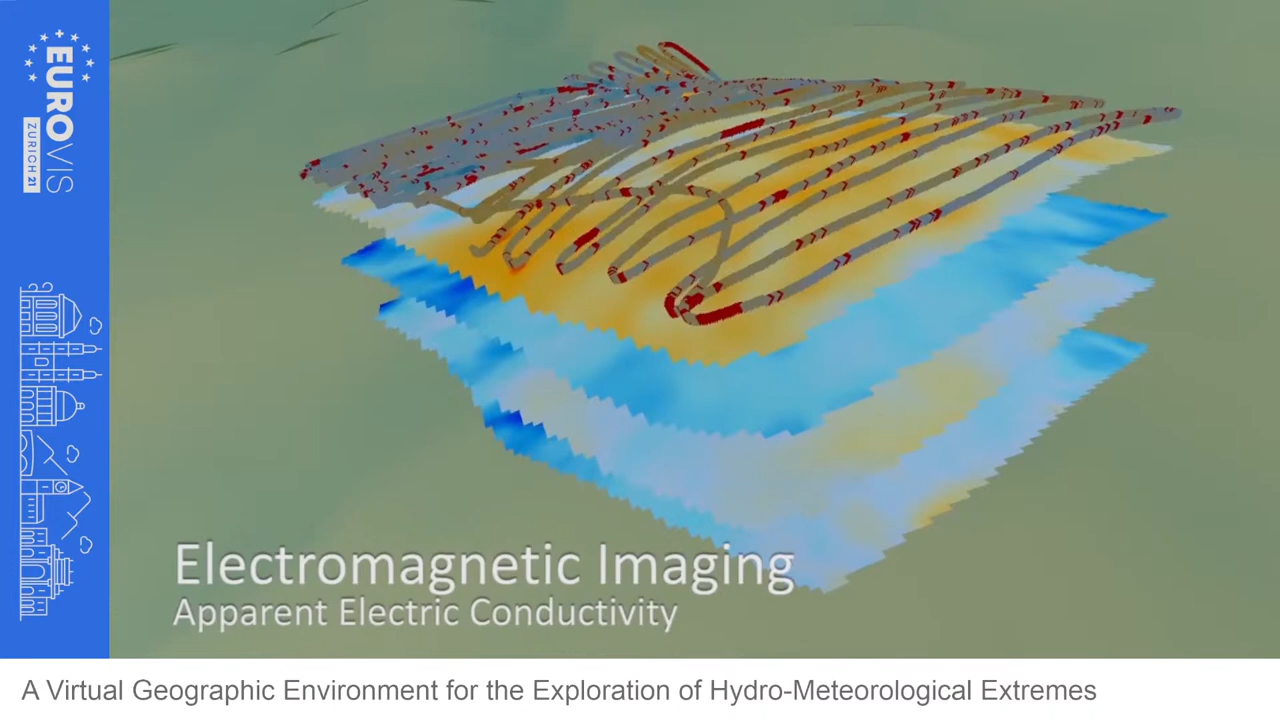 EUROVIS
ZURICH 21
Electromagnetic Imaging
Apparent Electric Conductivity
A Virtual Geographic Environment for the Exploration of Hydro-Meteorological Extremes